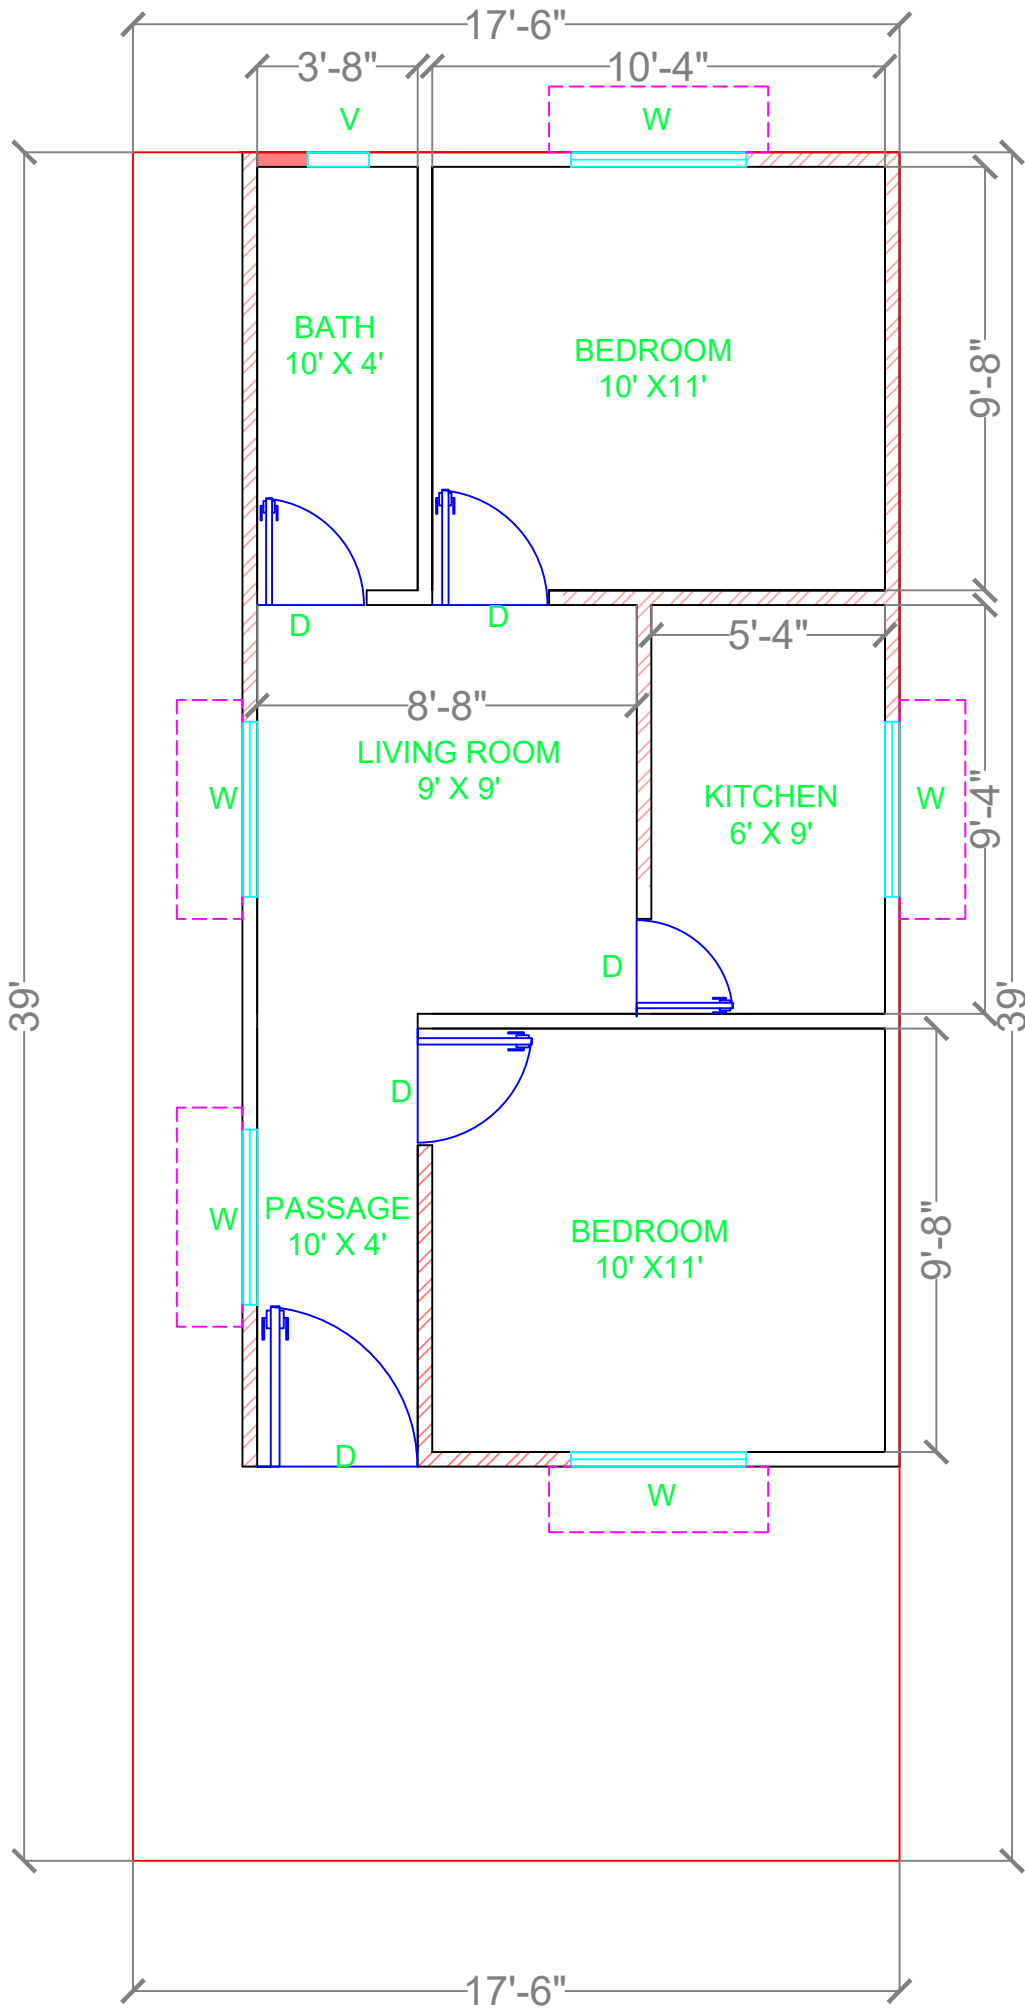 17'-6"
3'-8"
10'-4"
V
W
BATH
10' X 4'
BEDROOM
10' X11'
9'-8"
D
D
5'-4"
8'-8"
LIVING ROOM
9' X 9'
KITCHEN
6' X 9'
W
W
9'-4"
D
39'
39'
D
PASSAGE
10' X 4'
W
BEDROOM
10' X11'
9'-8"
D
W
17'-6"